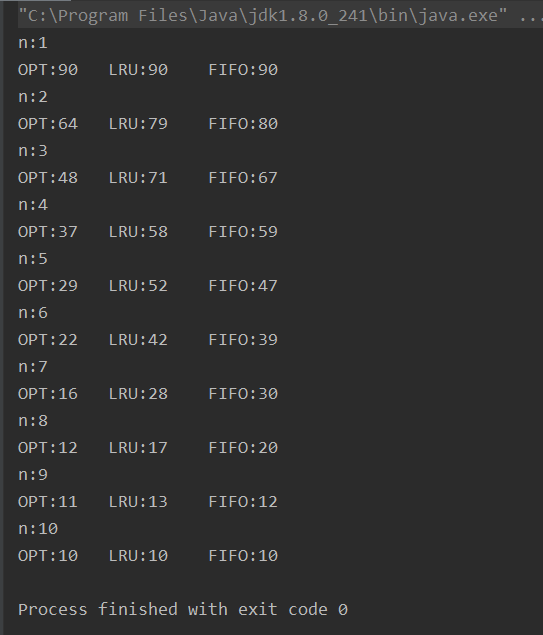 "C:\Program Files\Java\jdk1.8.0_241\bin\java.exe" ...
n:1
OPT:90   LRU:90    FIFO:90
n:2
OPT:64   LRU:79    FIFO:80
n:3
OPT:48   LRU:71    FIFO:67
n:4
OPT:37   LRU:58    FIFO:59
n:5
OPT:29   LRU:52    FIFO:47
n:6
OPT:22   LRU:42    FIFO:39
n:7
OPT:16   LRU:28    FIFO:30
n:8
OPT:12   LRU:17    FIFO:20
n:9
OPT:11   LRU:13    FIFO:12
n:10
OPT:10   LRU:10    FIFO:10
Process finished with exit code 0